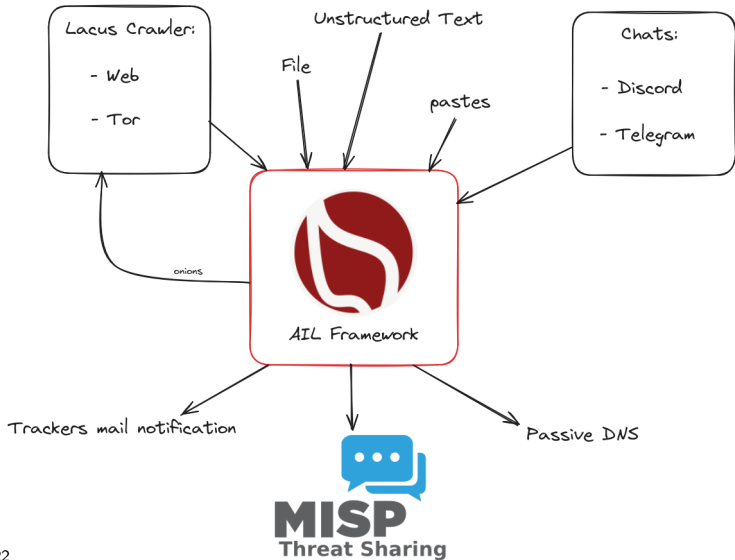 Lacus Crawler:
- Web
- Tor
Unstructured Text
File
pastes
Chats:
- Discord
- Telegram
onions
AIL Framework
Trackers mail notification
Passive DNS
MISP
Threat Sharing